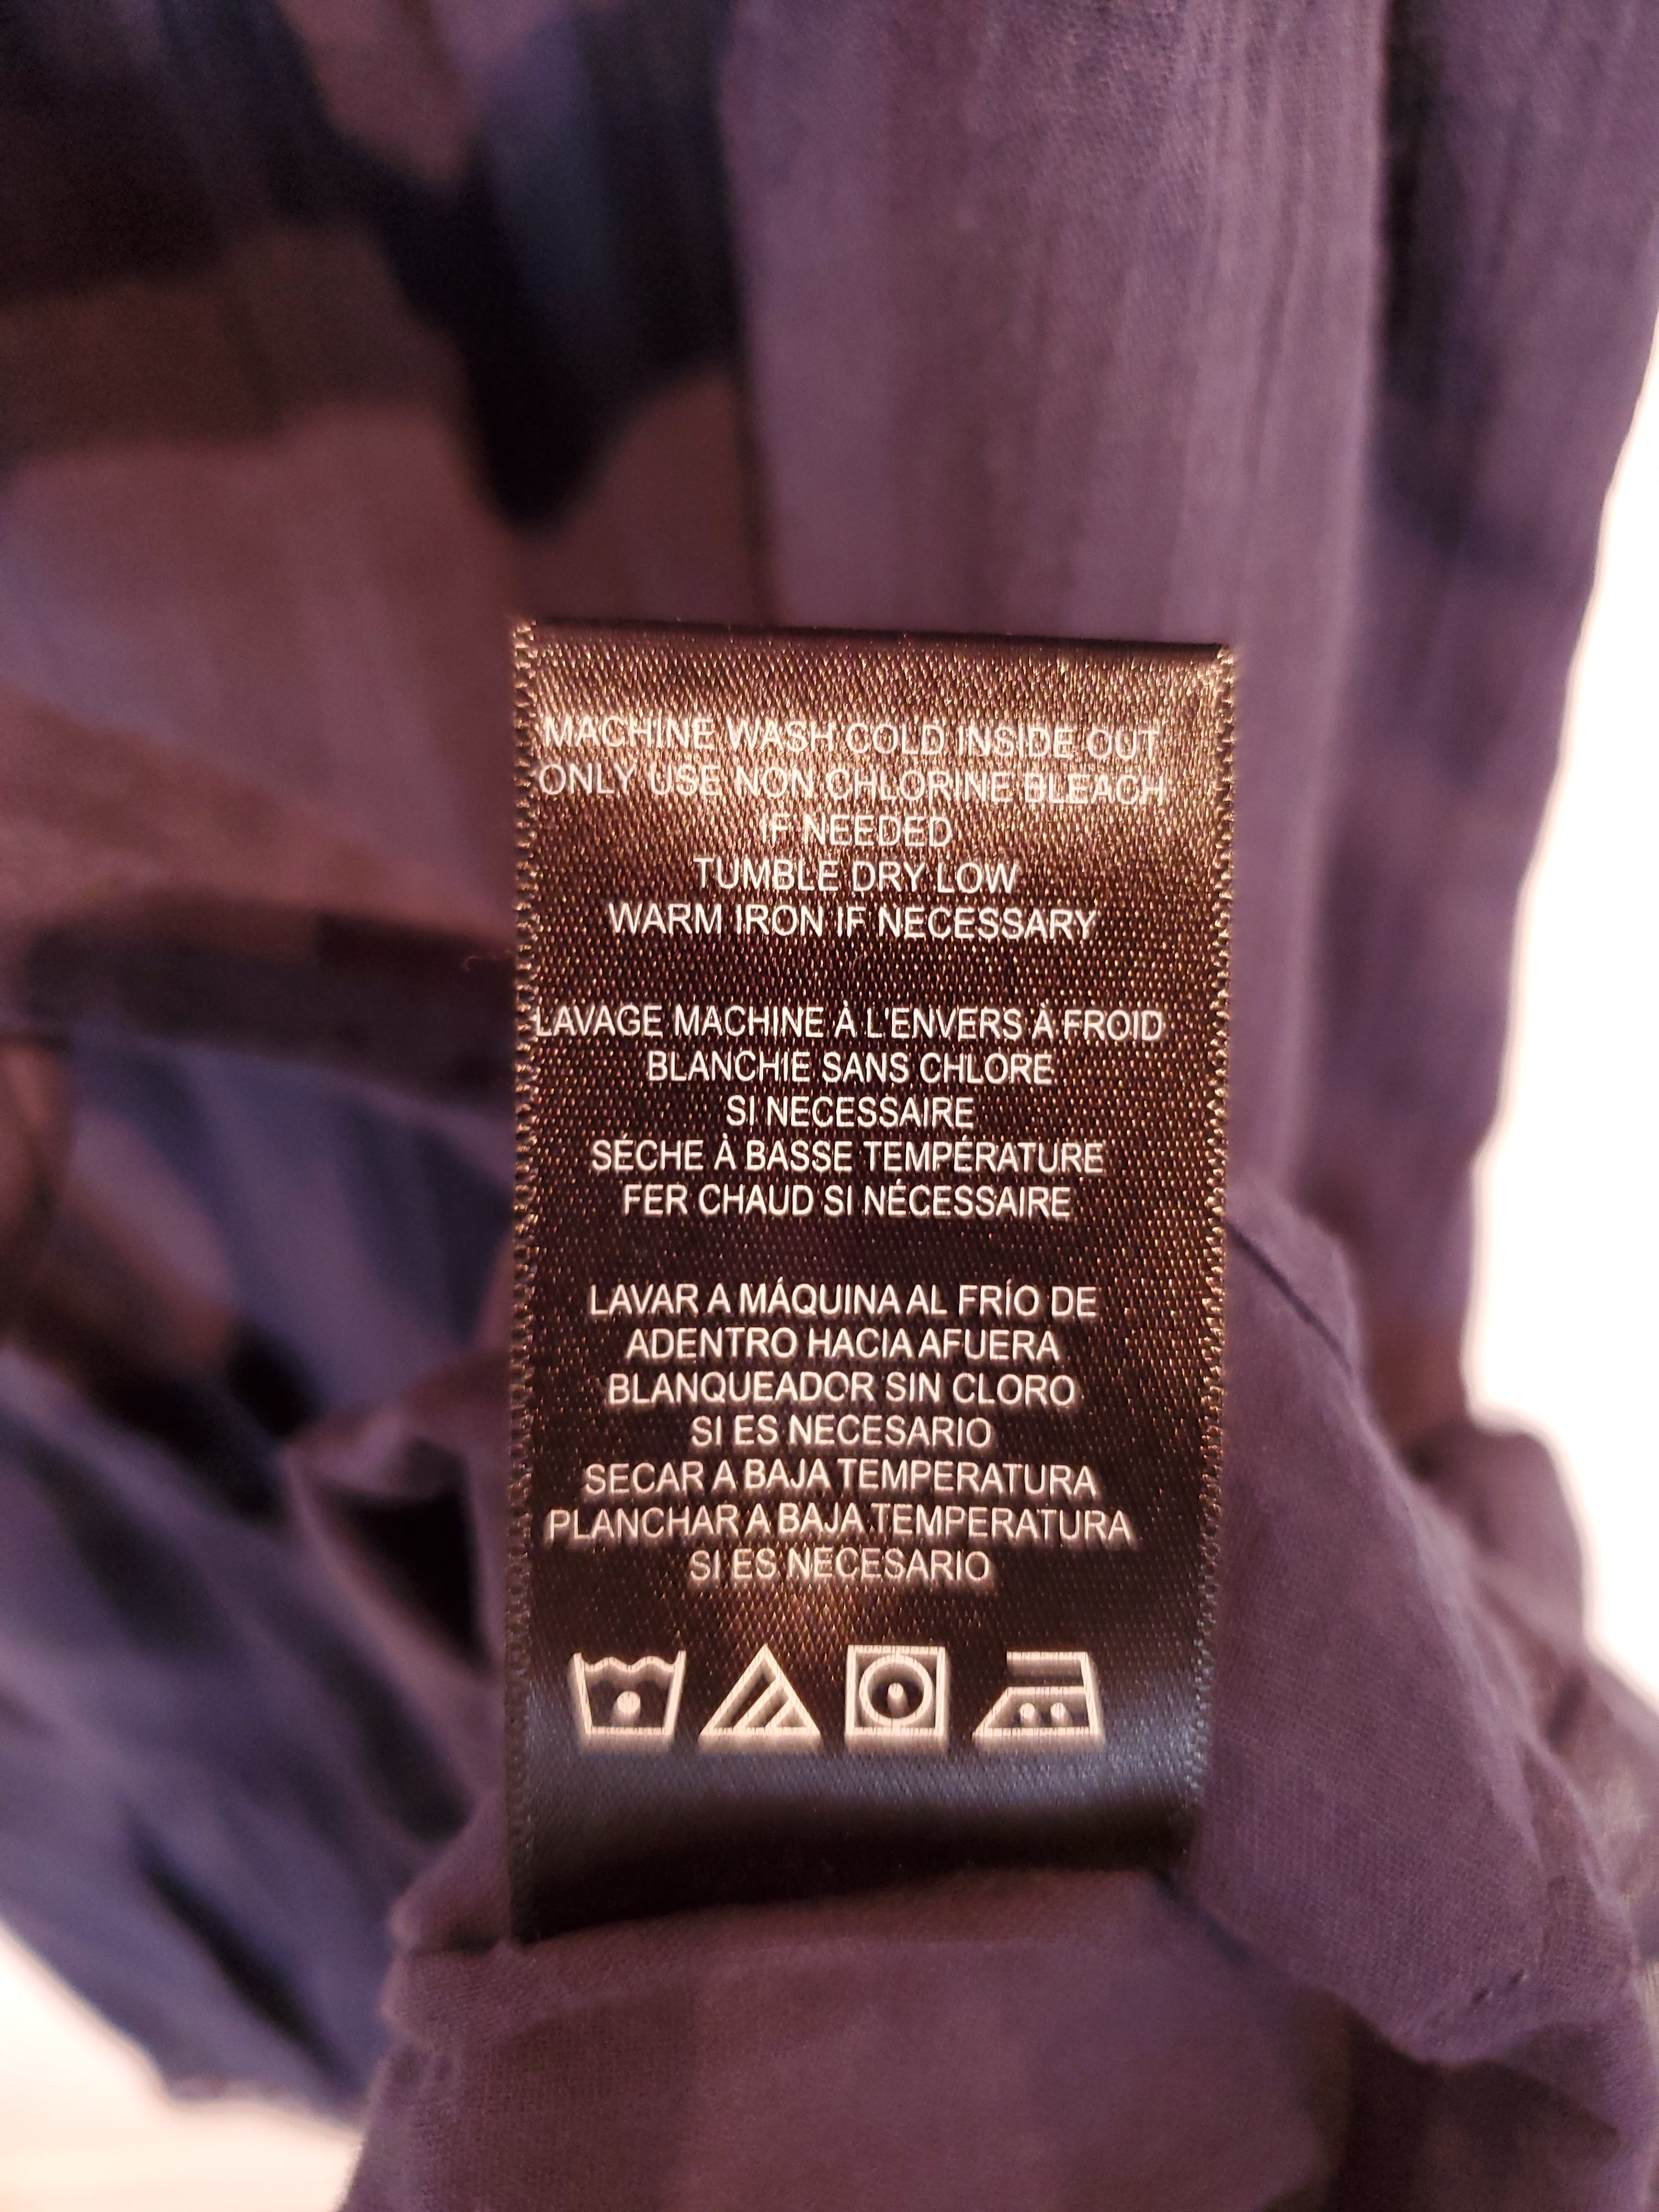 MACHINE WASH COLD INSIDE OUT
ONLY USE NON CHLORINE BLEACH
IF NEEDED
TUMBLE DRY LOW
WARM IRON IF NECESSARY
LAVAGE MACHINE À L'ENVERS À FROID
BLANCHIE SANS CHLORE
SI NECESSAIRE
SECHE À BASSE TEMPÉRATURE
FER CHAUD SI NÉCESSAIRE
LAVAR A MÁQUINA AL FRÍO DE
ADENTRO HACIA AFUERA
BLANQUEADOR SIN CLORO
SI ES NECESARIO
SECAR A BAJA TEMPERATURA
PLANCHAR A BAJA TEMPERATURA
SI ES NECESARIO